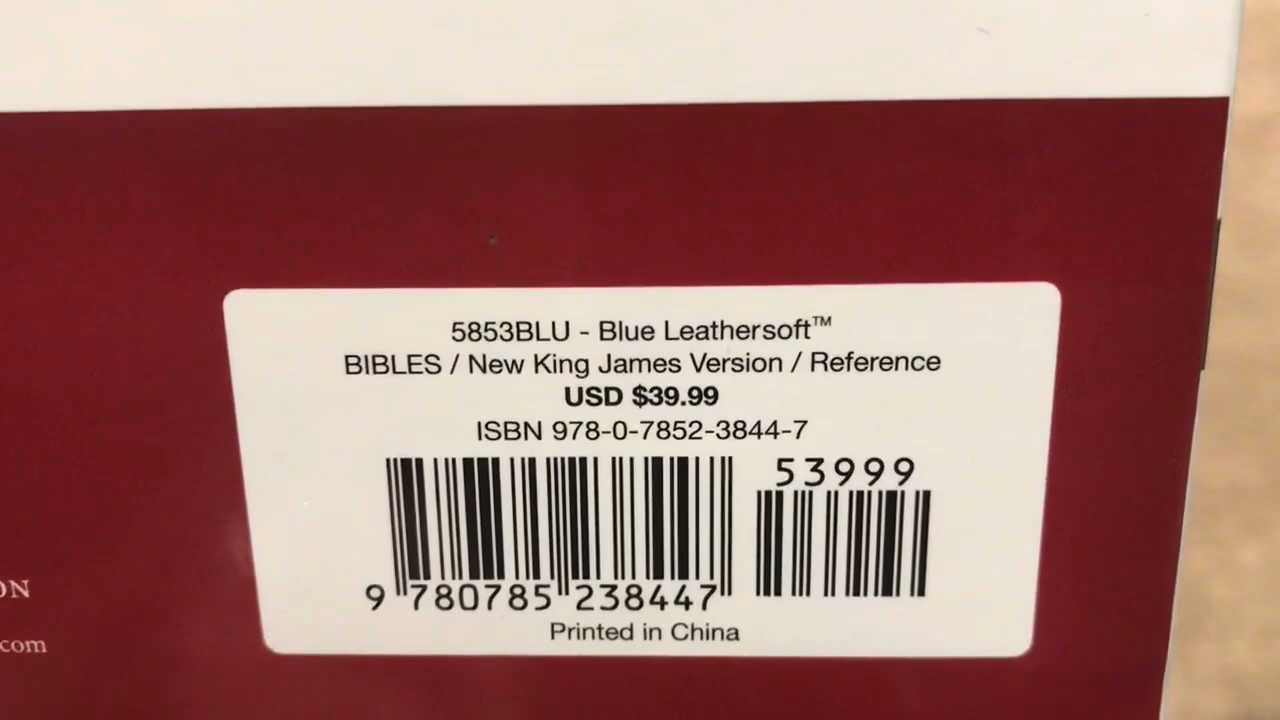 5853BLU - Blue Leathersoft™
BIBLES / New King James Version / Reference
USD $39.99
ISBN 978-0-7852-3844-7
53999
9 780785 238447
Printed in China
ON
.com